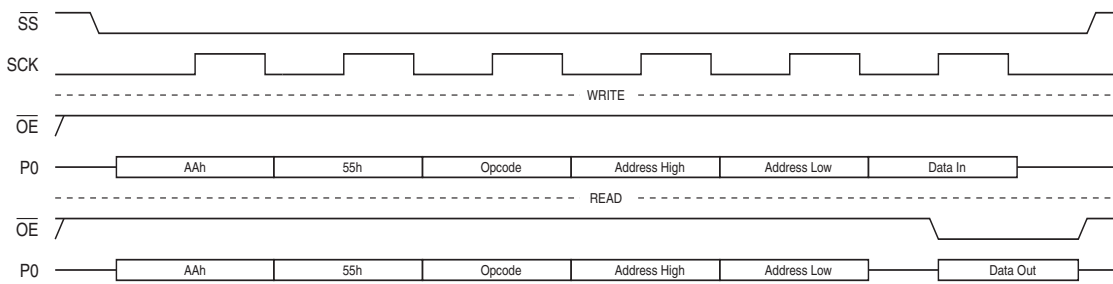 SS
SCK
WRITE
OE
P0 AAh 55h Opcode Address High Address Low Data In
READ
OE
P0 AAh 55h Opcode Address High Address Low Data Out